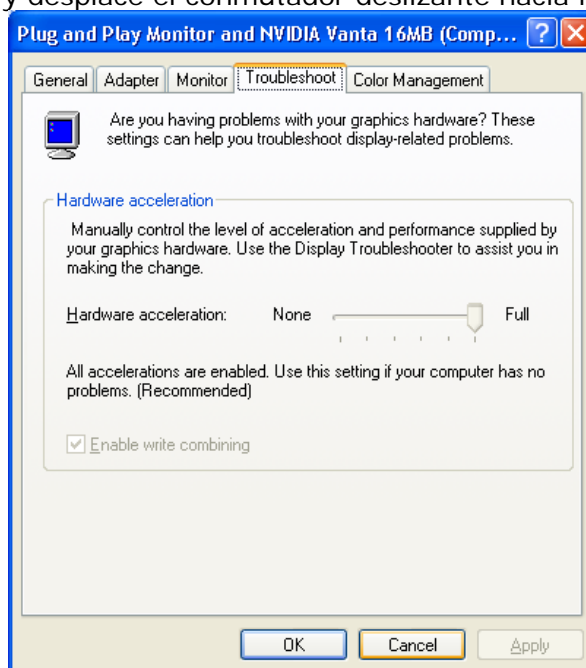 y desplace el conmutador deslizante hacia
Plug and Play Monitor and NVIDIA Vanta 16MB (Comp...
General Adapter Monitor Troubleshoot Color Management
Are you having problems with your graphics hardware? These
settings can help you troubleshoot display-related problems.
Hardware acceleration
Manually control the level of acceleration and performance supplied by
your graphics hardware. Use the Display Troubleshooter to assist you in
making the change.
Hardware acceleration: None Full
All accelerations are enabled. Use this setting if your computer has no
problems. (Recommended)
Enable write combining
OK Cancel Apply